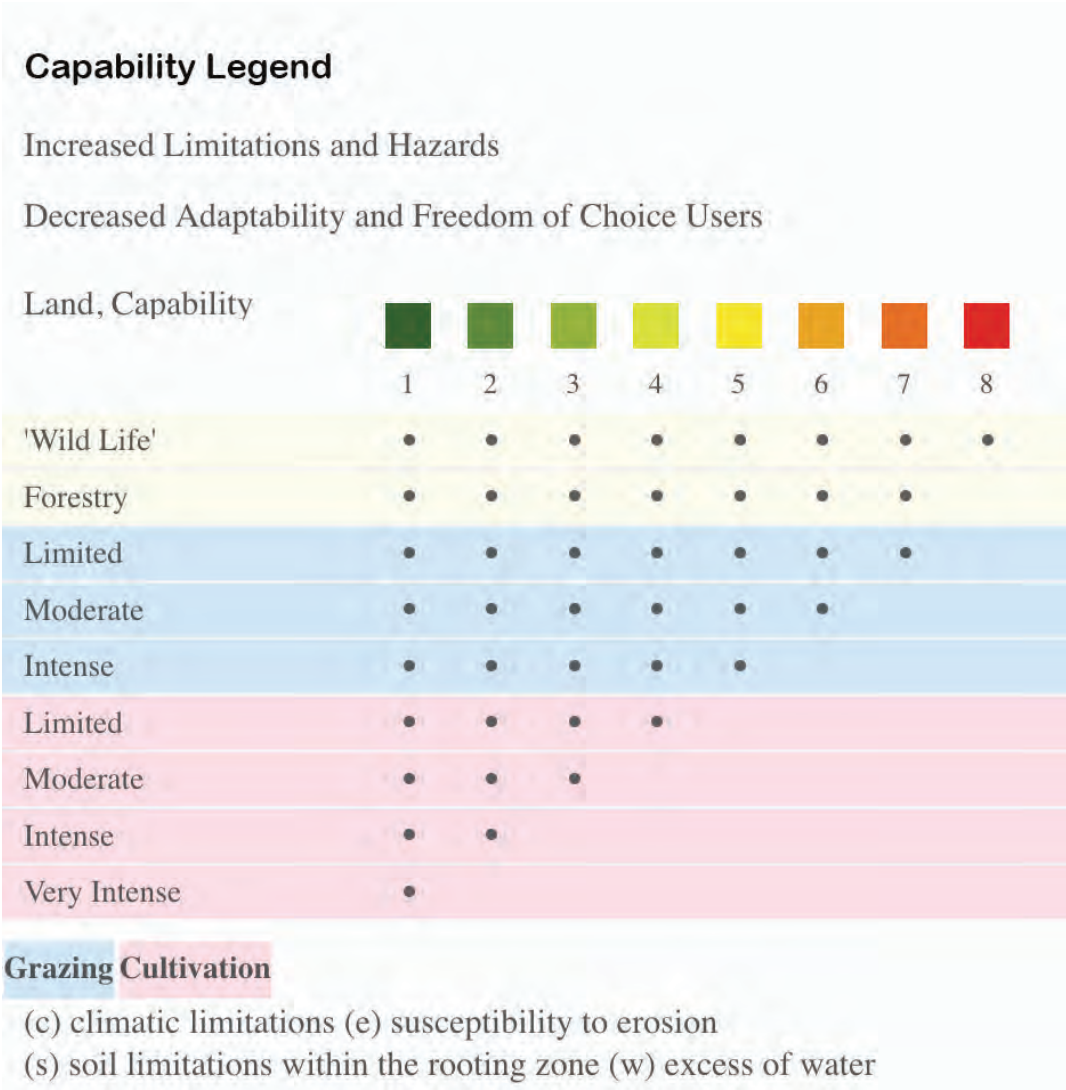 Capability Legend
Increased Limitations and Hazards
Decreased Adaptability and Freedom of Choice Users
Land, Capability
1 2 3 4 5 6 7 8
'Wild Life' • • • • • • • •
Forestry • • • • • • •
Limited • • • • • • •
Moderate • • • • • •
Intense • • • • •
Limited • • • •
Moderate • • •
Intense • •
Very Intense •
Grazing Cultivation
(c) climatic limitations (e) susceptibility to erosion
(s) soil limitations within the rooting zone (w) excess of water